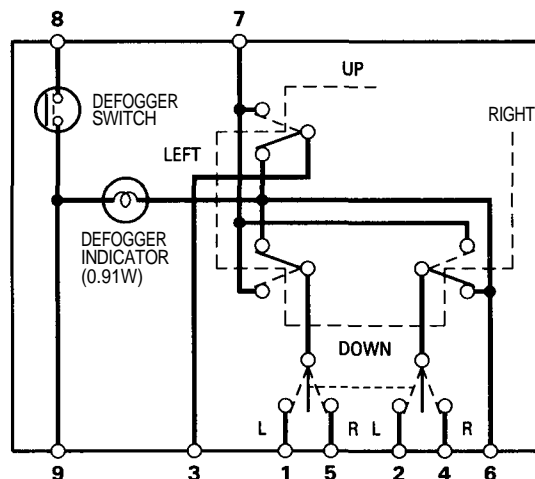 8 7
UP
DEFOGGER
SWITCH
RIGHT
LEFT
DEFOGGER
INDICATOR
(0.91W)
DOWN
L R L R
9 3 1 5 2 4 6